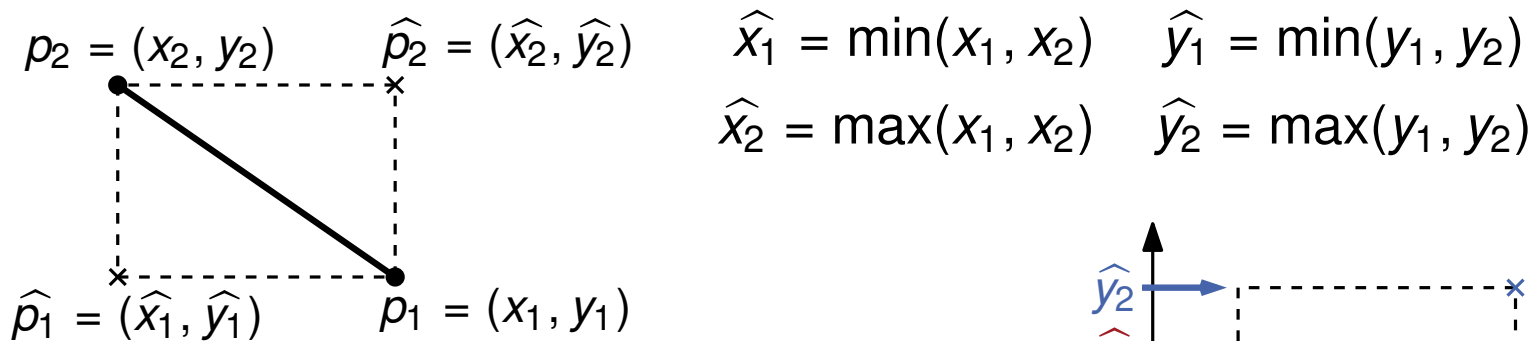 p₂ = (x₂, y₂)
p̂₂ = (x̂₂, ŷ₂)
x̂₁ = min(x₁, x₂)
ŷ₁ = min(y₁, y₂)
x̂₂ = max(x₁, x₂)
ŷ₂ = max(y₁, y₂)
p̂₁ = (x̂₁, ŷ₁)
p₁ = (x₁, y₁)
ŷ₂